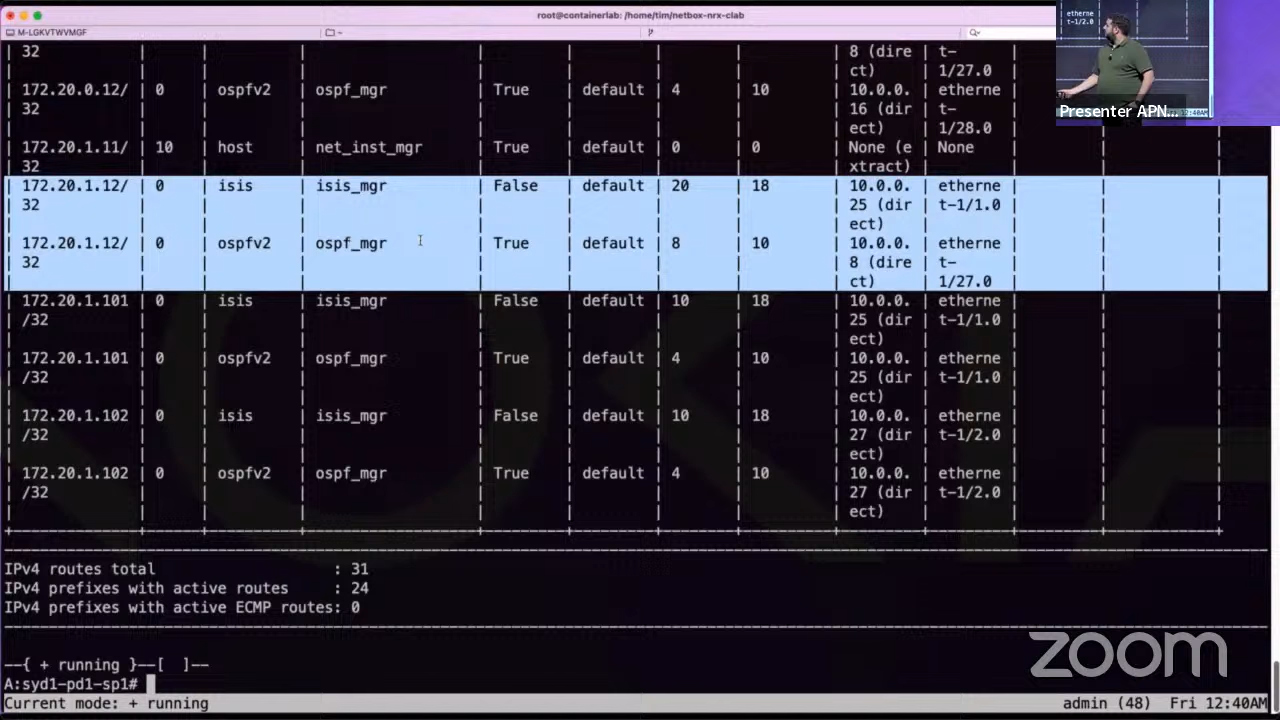 root@containerlab: /home/tim/netbox-nrx-clab
M-LGKVTWVMGF
etherne
t-1/2.0
Presenter APN...
12:40AM
32 | | | | | | | | 8 (dire | t-
ct) | 1/27.0
172.20.0.12/ | 0 | ospfv2 | ospf_mgr | True | default | 4 | 10 | 10.0.0. | etherne
32 | | | | | | | | 16 (dir | t-
ect) | 1/28.0
172.20.1.11/ | 10 | host | net_inst_mgr | True | default | 0 | 0 | None (e | None
32 | | | | | | | | xtract)
172.20.1.12/ | 0 | isis | isis_mgr | False | default | 20 | 18 | 10.0.0. | etherne
32 | | | | | | | | 25 (dir | t-1/1.0
ect)
172.20.1.12/ | 0 | ospfv2 | ospf_mgr | True | default | 8 | 10 | 10.0.0. | etherne
32 | | | | | | | | 8 (dire | t-
ct) | 1/27.0
172.20.1.101 | 0 | isis | isis_mgr | False | default | 10 | 18 | 10.0.0. | etherne
/32 | | | | | | | | 25 (dir | t-1/1.0
ect)
172.20.1.101 | 0 | ospfv2 | ospf_mgr | True | default | 4 | 10 | 10.0.0. | etherne
/32 | | | | | | | | 25 (dir | t-1/1.0
ect)
172.20.1.102 | 0 | isis | isis_mgr | False | default | 10 | 18 | 10.0.0. | etherne
/32 | | | | | | | | 27 (dir | t-1/2.0
ect)
172.20.1.102 | 0 | ospfv2 | ospf_mgr | True | default | 4 | 10 | 10.0.0. | etherne
/32 | | | | | | | | 27 (dir | t-1/2.0
ect)
IPv4 routes total : 31
IPv4 prefixes with active routes : 24
IPv4 prefixes with active ECMP routes: 0
--{ + running }--[ ]--
A:syd1-pd1-sp1#
Current mode: + running
admin (48) Fri 12:40AM
zoom